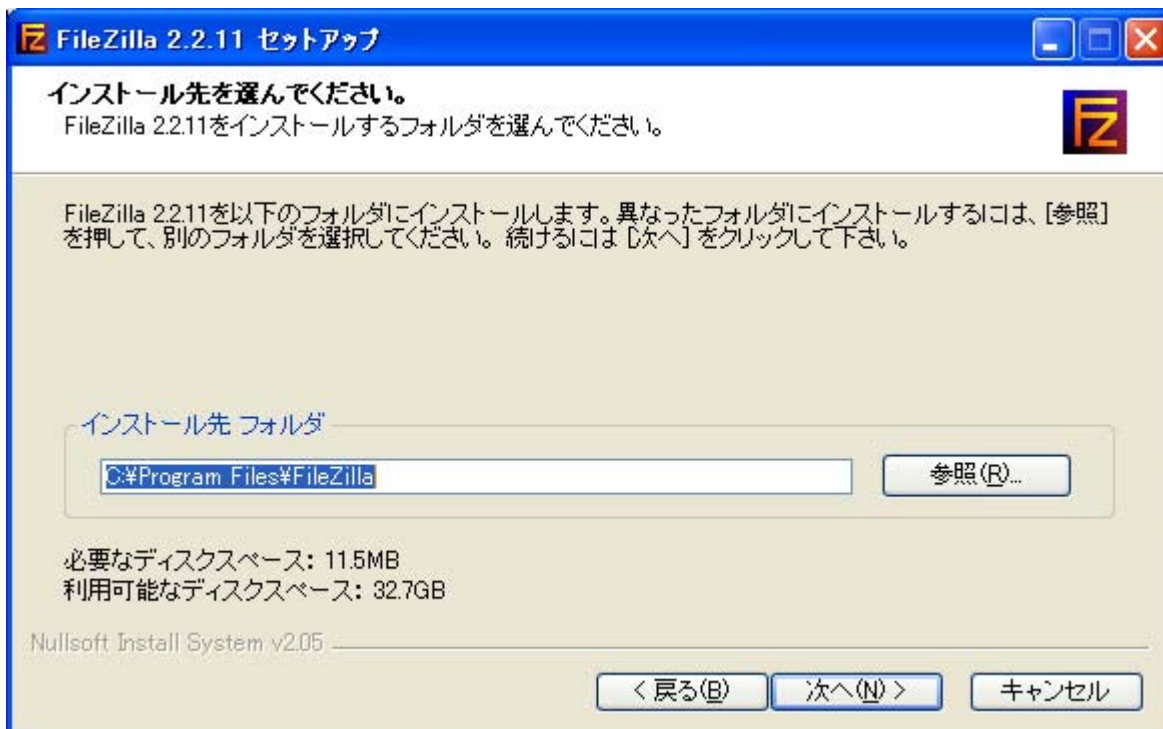 FileZilla 2.2.11 セットアップ
インストール先を選んでください。
FileZilla 2.2.11をインストールするフォルダを選んでください。
FZ
FileZilla 2.2.11を以下のフォルダにインストールします。異なったフォルダにインストールするには、[参照]
を押して、別のフォルダを選択してください。 続けるには [次へ] をクリックして下さい。
インストール先 フォルダ
C:¥Program Files¥FileZilla
参照(R)...
必要なディスクスペース: 11.5MB
利用可能なディスクスペース: 32.7GB
Nullsoft Install System v2.05
< 戻る(B)
次へ(N) >
キャンセル